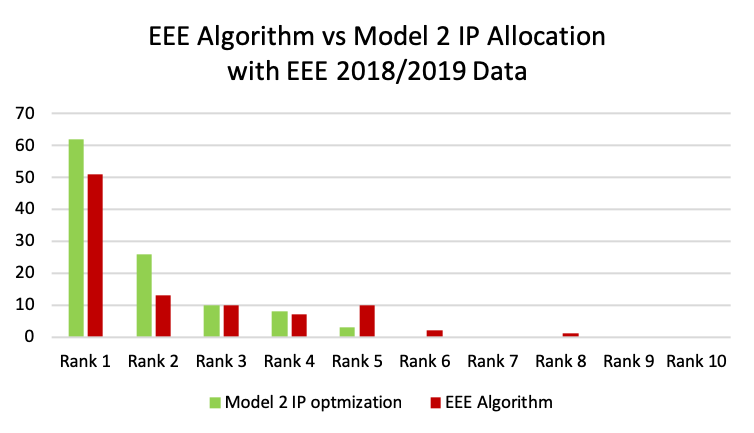 EEE Algorithm vs Model 2 IP Allocation
with EEE 2018/2019 Data
70
60
50
40
30
20
10
0
Rank 1 Rank 2 Rank 3 Rank 4 Rank 5 Rank 6 Rank 7 Rank 8 Rank 9 Rank 10
Model 2 IP optmization EEE Algorithm